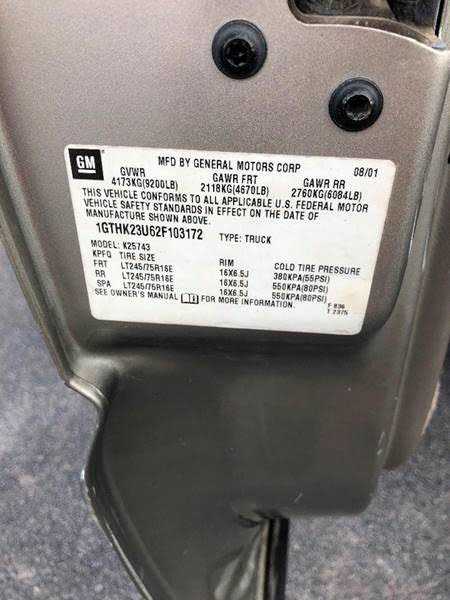 GM
MFD BY GENERAL MOTORS CORP 08/01
GVWR GAWR FRT GAWR RR
4173KG(9200LB) 2118KG(4670LB) 2760KG(6084LB)
THIS VEHICLE CONFORMS TO ALL APPLICABLE U.S. FEDERAL MOTOR
VEHICLE SAFETY STANDARDS IN EFFECT ON THE DATE OF
MANUFACTURE SHOWN ABOVE.
1GTHK23U62F103172 TYPE: TRUCK
MODEL: K25743
KPFQ TIRE SIZE RIM COLD TIRE PRESSURE
FRT LT245/75R16E 16X6.5J 380KPA(55PSI)
RR LT245/75R16E 16X6.5J 550KPA(80PSI)
SPA LT245/75R16E 16X6.5J 550KPA(80PSI)
SEE OWNER'S MANUAL FOR MORE INFORMATION.
F 836
T 2375